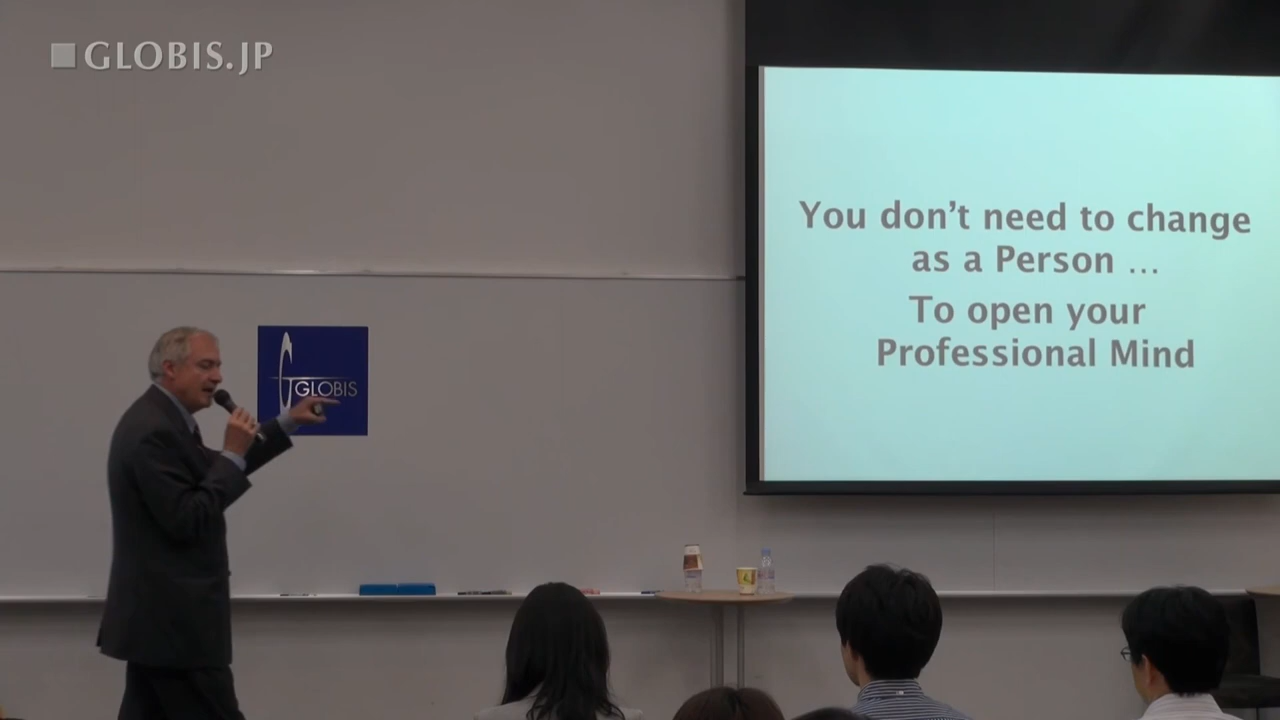 GLOBIS.JP
You don't need to change
as a Person ...
To open your
Professional Mind
GLOBIS